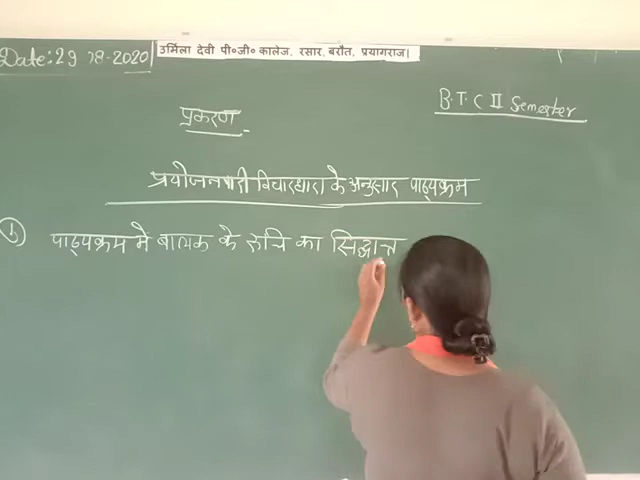 Date: 29 /8-2020
उर्मिला देवी पी०जी० कालेज, रसार, बरौत, प्रयागराज।
B.T.C II Semester
प्रकरण
प्रयोजनवादी विचारधारा के अनुसार पाठ्यक्रम
① पाठ्यक्रम में बालक के रुचि का सिद्धान्त